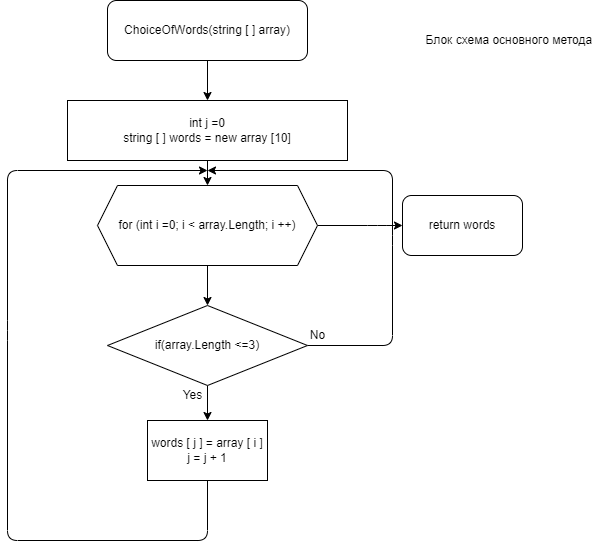 ChoiceOfWords(string [ ] array)
Блок схема основного метода
int j =0
string [ ] words = new array [10]
for (int i =0; i < array.Length; i ++)
return words
if(array.Length <=3)
No
Yes
words [ j ] = array [ i ]
j = j + 1